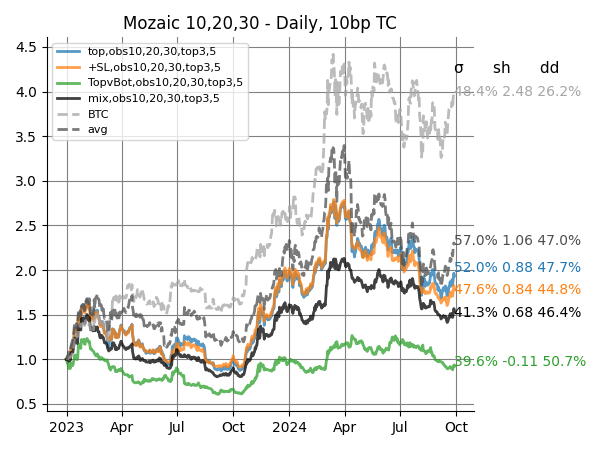 Mozaic 10,20,30 - Daily, 10bp TC
top,obs10,20,30,top3,5
+SL,obs10,20,30,top3,5
TopvBot,obs10,20,30,top3,5
mix,obs10,20,30,top3,5
BTC
avg
σ sh dd
48.4% 2.48 26.2%
57.0% 1.06 47.0%
52.0% 0.88 47.7%
47.6% 0.84 44.8%
41.3% 0.68 46.4%
39.6% -0.11 50.7%
4.5
4.0
3.5
3.0
2.5
2.0
1.5
1.0
0.5
2023 Apr Jul Oct 2024 Apr Jul Oct